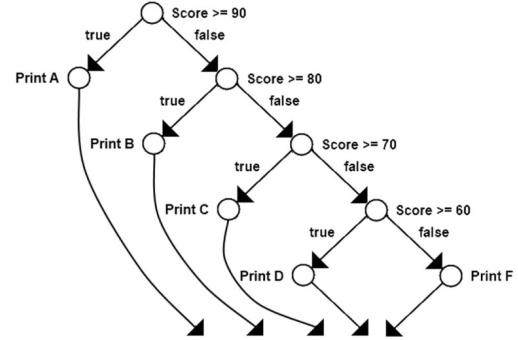 Score >= 90
true
false
Print A
Score >= 80
true
false
Print B
Score >= 70
true
false
Print C
Score >= 60
true
false
Print D
Print F